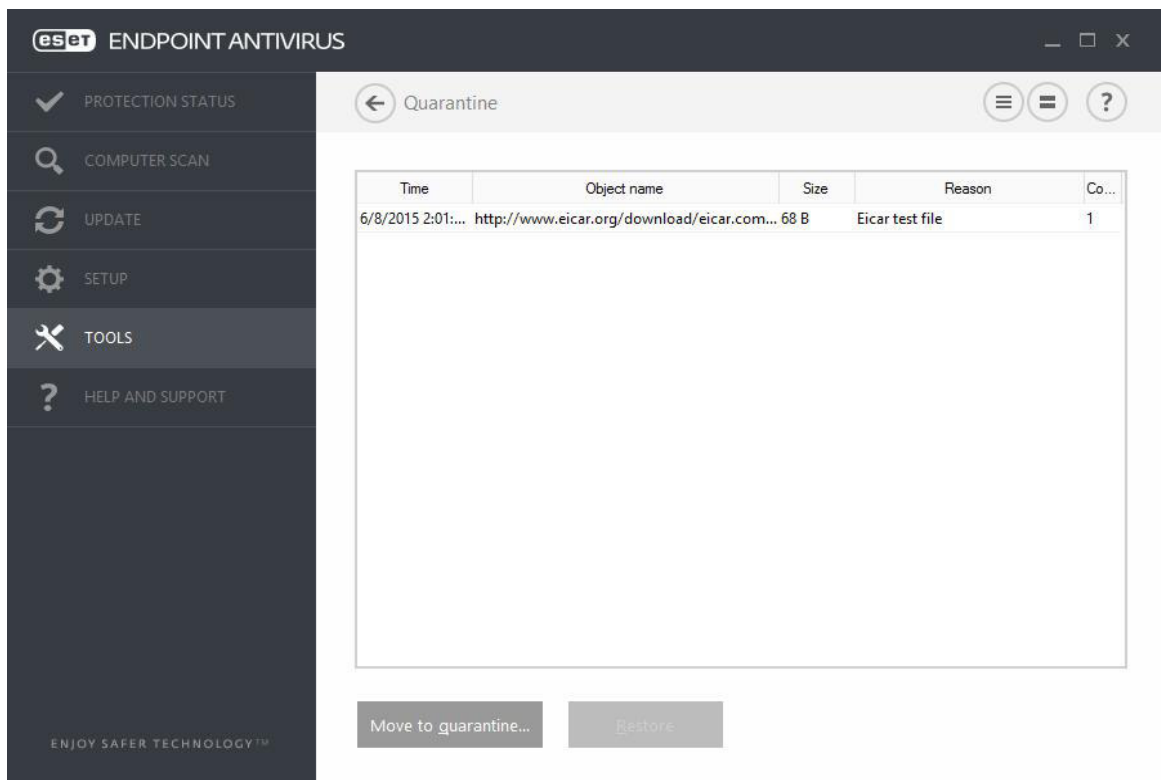 eset ENDPOINT ANTIVIRUS
PROTECTION STATUS
COMPUTER SCAN
UPDATE
SETUP
TOOLS
HELP AND SUPPORT
ENJOY SAFER TECHNOLOGY™
Quarantine
?
Time Object name Size Reason Co...
6/8/2015 2:01:... http://www.eicar.org/download/eicar.com... 68 B Eicar test file 1
Move to quarantine... Restore